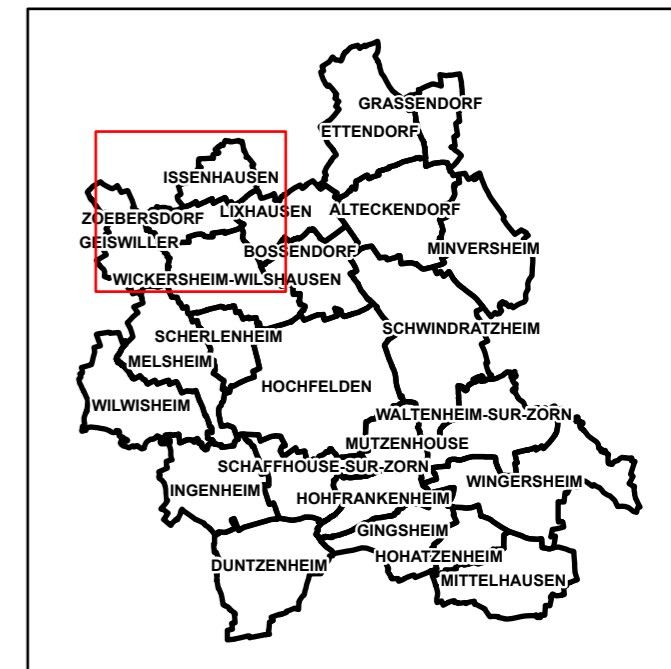 GRASSENDORF
ETTENDORF
ISSENHAUSEN
ZOEBERSDORF
LIXHAUSEN
ALTECKENDORF
GEISWILLER
BOSSENDORF
MINVERSHEIM
WICKERSHEIM-WILSHAUSEN
SCHERLENHEIM
SCHWINDRATZHEIM
MELSHEIM
HOCHFELDEN
WILWISHEIM
WALTENHEIM-SUR-ZORN
MUTZENHOUSE
SCHAFFHOUSE-SUR-ZORN
INGENHEIM
WINGERSHEIM
HOHFRANKENHEIM
GINGSHEIM
DUNTZENHEIM
HOHATZENHEIM
MITTELHAUSEN